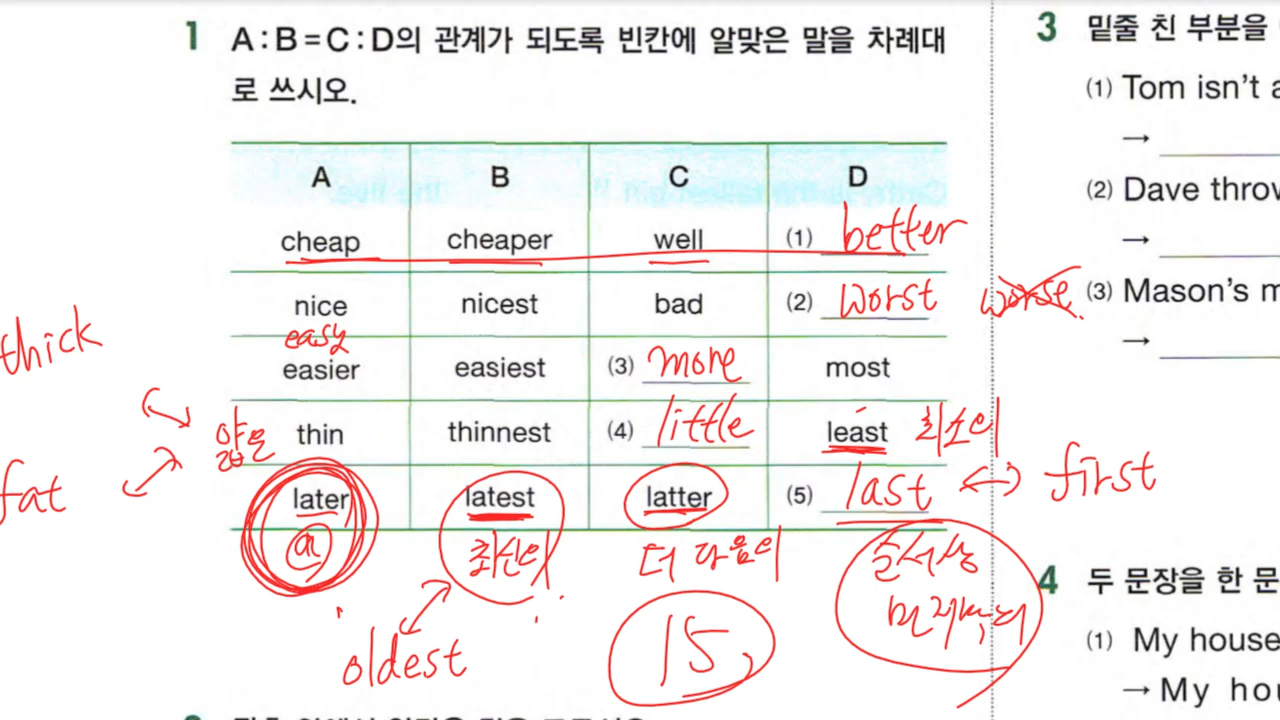 1 A : B = C : D의 관계가 되도록 빈칸에 알맞은 말을 차례대
로 쓰시오.
A B C D
cheap cheaper well (1) better
nice nicest bad (2) worst worse
easy
easier easiest (3) more most
thick
얇은 thin thinnest (4) little least 최소의
fat
later latest latter (5) last first
최신의 더 다음의 순서상
oldest 15
3 밑줄 친 부분을
(1) Tom isn't a
→
(2) Dave throw
→
(3) Mason's m
→
4 두 문장을 한 문
(1) My house
→ My hou